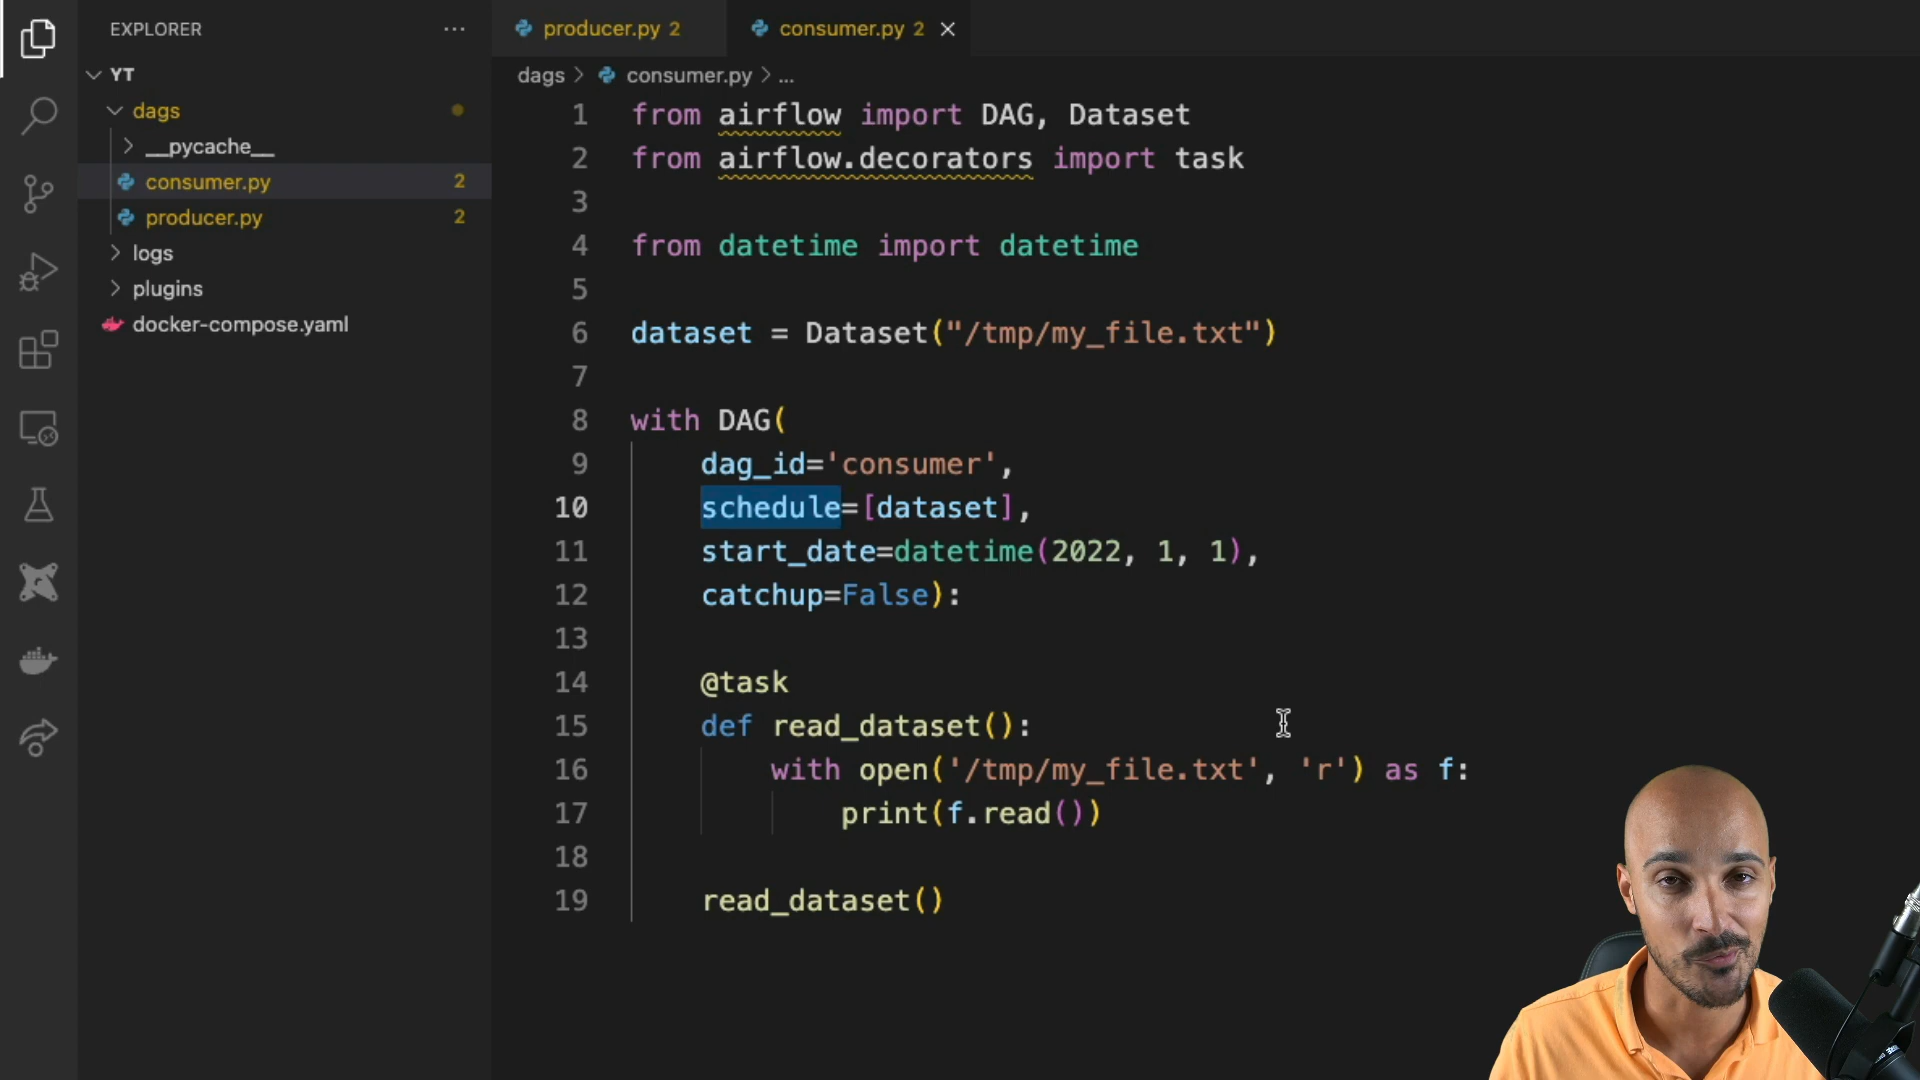 EXPLORER
YT
dags
__pycache__
consumer.py 2
producer.py 2
logs
plugins
docker-compose.yaml
producer.py 2
consumer.py 2
dags > consumer.py > ...
1 from airflow import DAG, Dataset
2 from airflow.decorators import task
3
4 from datetime import datetime
5
6 dataset = Dataset("/tmp/my_file.txt")
7
8 with DAG(
9 dag_id='consumer',
10 schedule=[dataset],
11 start_date=datetime(2022, 1, 1),
12 catchup=False):
13
14 @task
15 def read_dataset():
16 with open('/tmp/my_file.txt', 'r') as f:
17 print(f.read())
18
19 read_dataset()